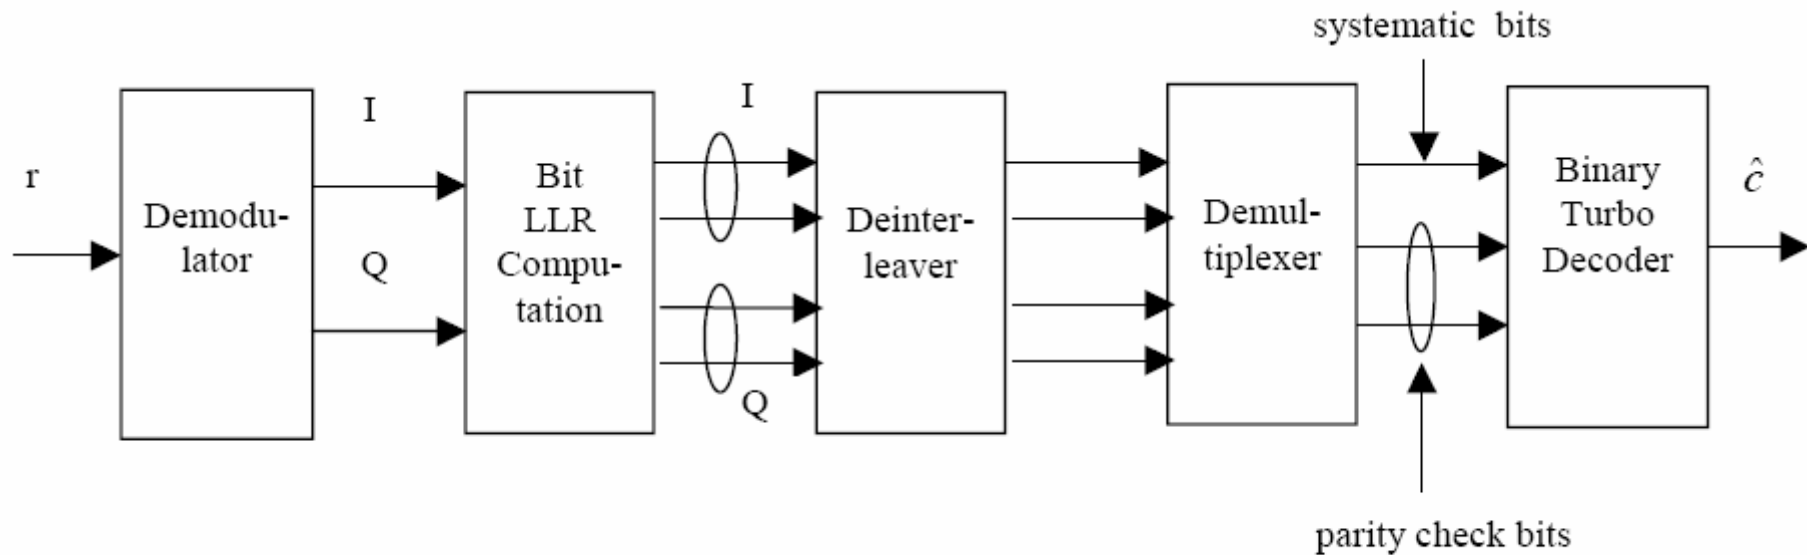 systematic bits
r
Demodu-
lator
I
Q
Bit
LLR
Compu-
tation
I
Q
Deinter-
leaver
Demul-
tiplexer
Binary
Turbo
Decoder
ĉ
parity check bits